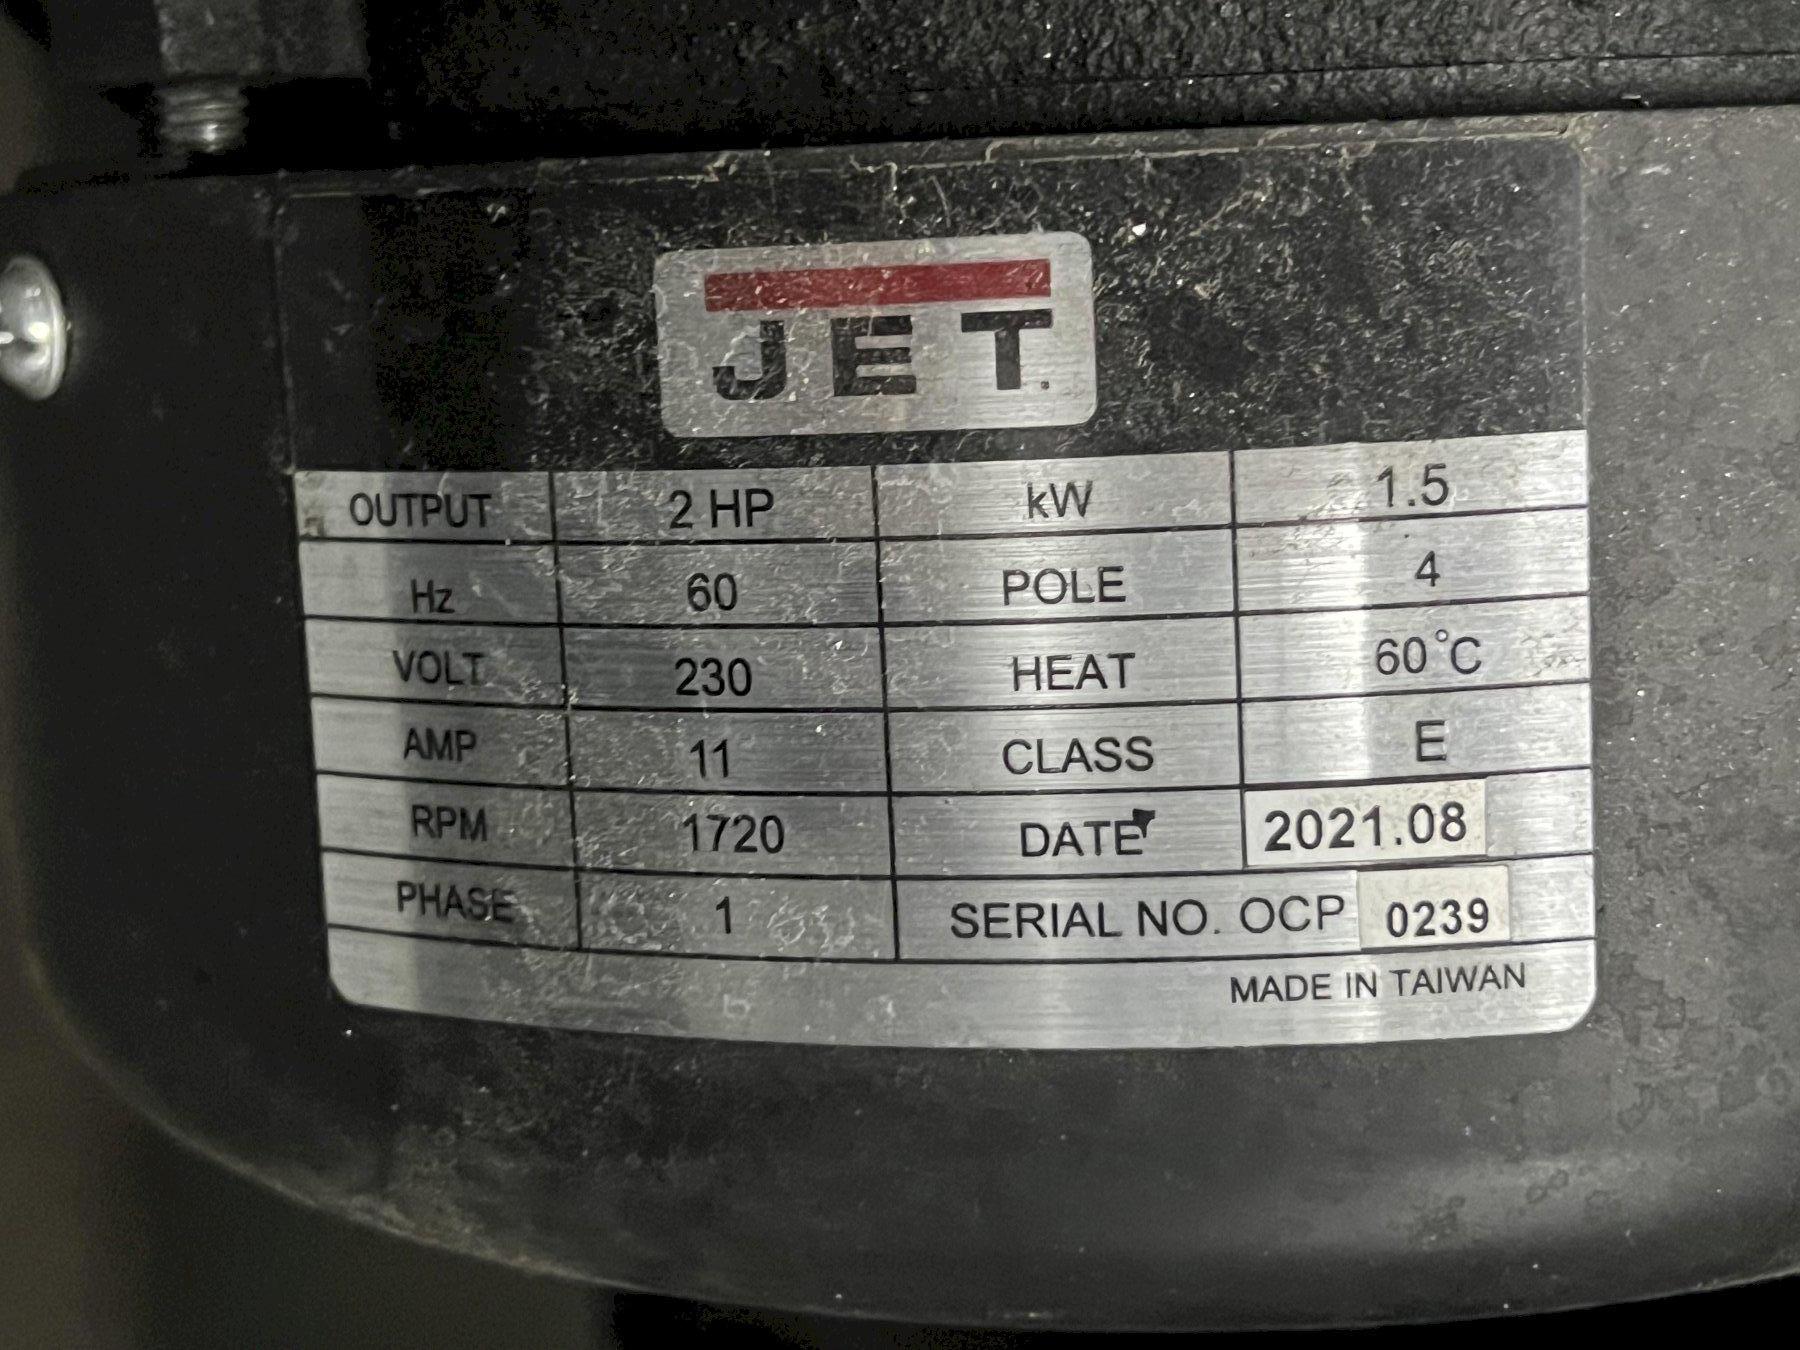 JET
OUTPUT 2 HP kW 1.5
Hz 60 POLE 4
VOLT 230 HEAT 60°C
AMP 11 CLASS E
RPM 1720 DATE 2021.08
PHASE 1 SERIAL NO. OCP 0239
MADE IN TAIWAN